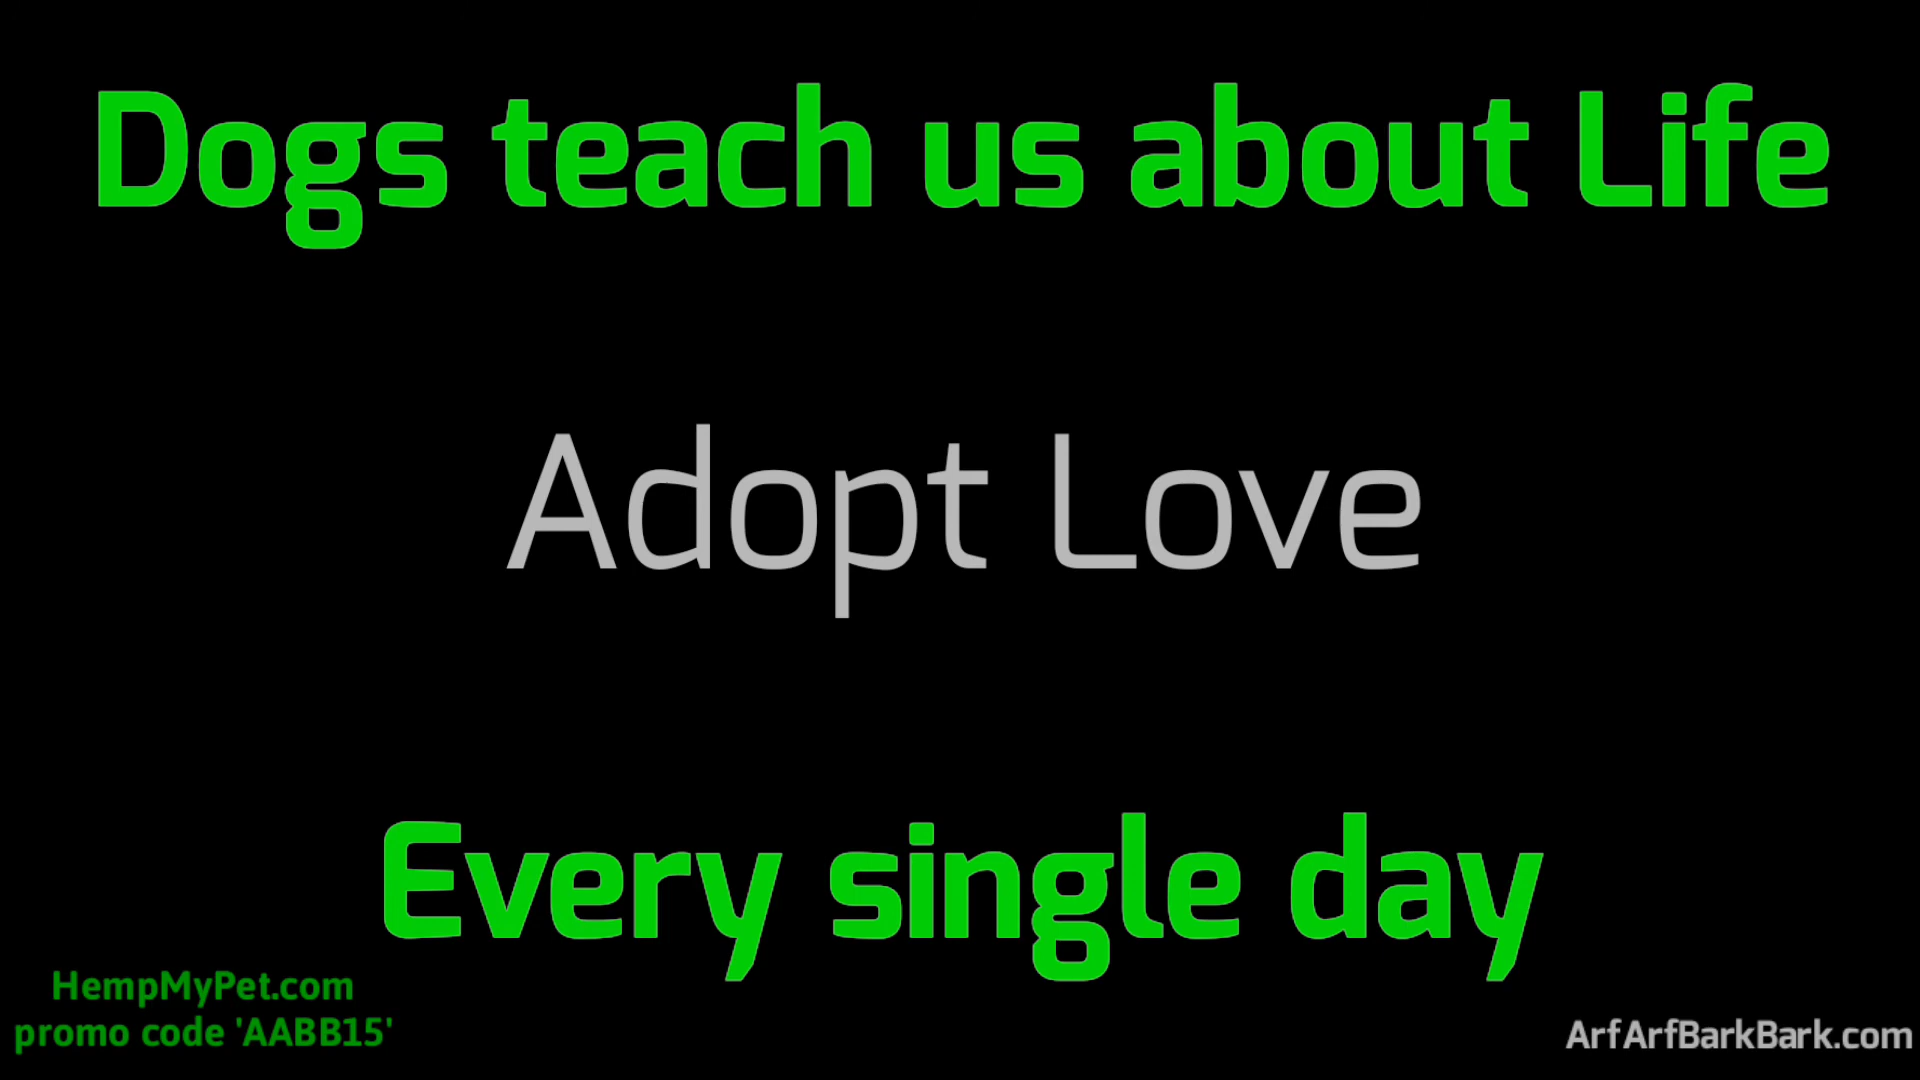 Dogs teach us about Life
Adopt Love
Every single day
HempMyPet.com
promo code 'AABB15'
ArfArfBarkBark.com